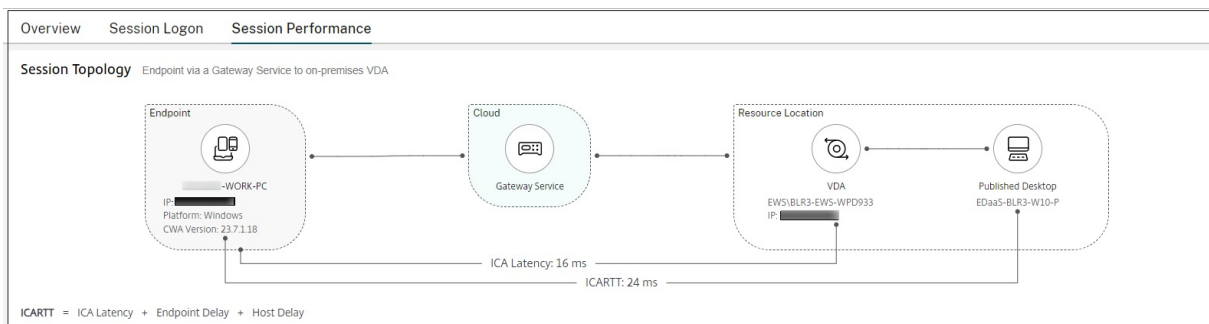 Overview Session Logon Session Performance
Session Topology Endpoint via a Gateway Service to on-premises VDA
Endpoint
Cloud
Resource Location
-WORK-PC
IP-
Platform: Windows
CWA Version: 23.7.1.18
Gateway Service
VDA
EWS\BLR3-EWS-WPD933
IP:
Published Desktop
EDaaS-BLR3-W10-P
ICA Latency: 16 ms
ICARTT: 24 ms
ICARTT = ICA Latency + Endpoint Delay + Host Delay